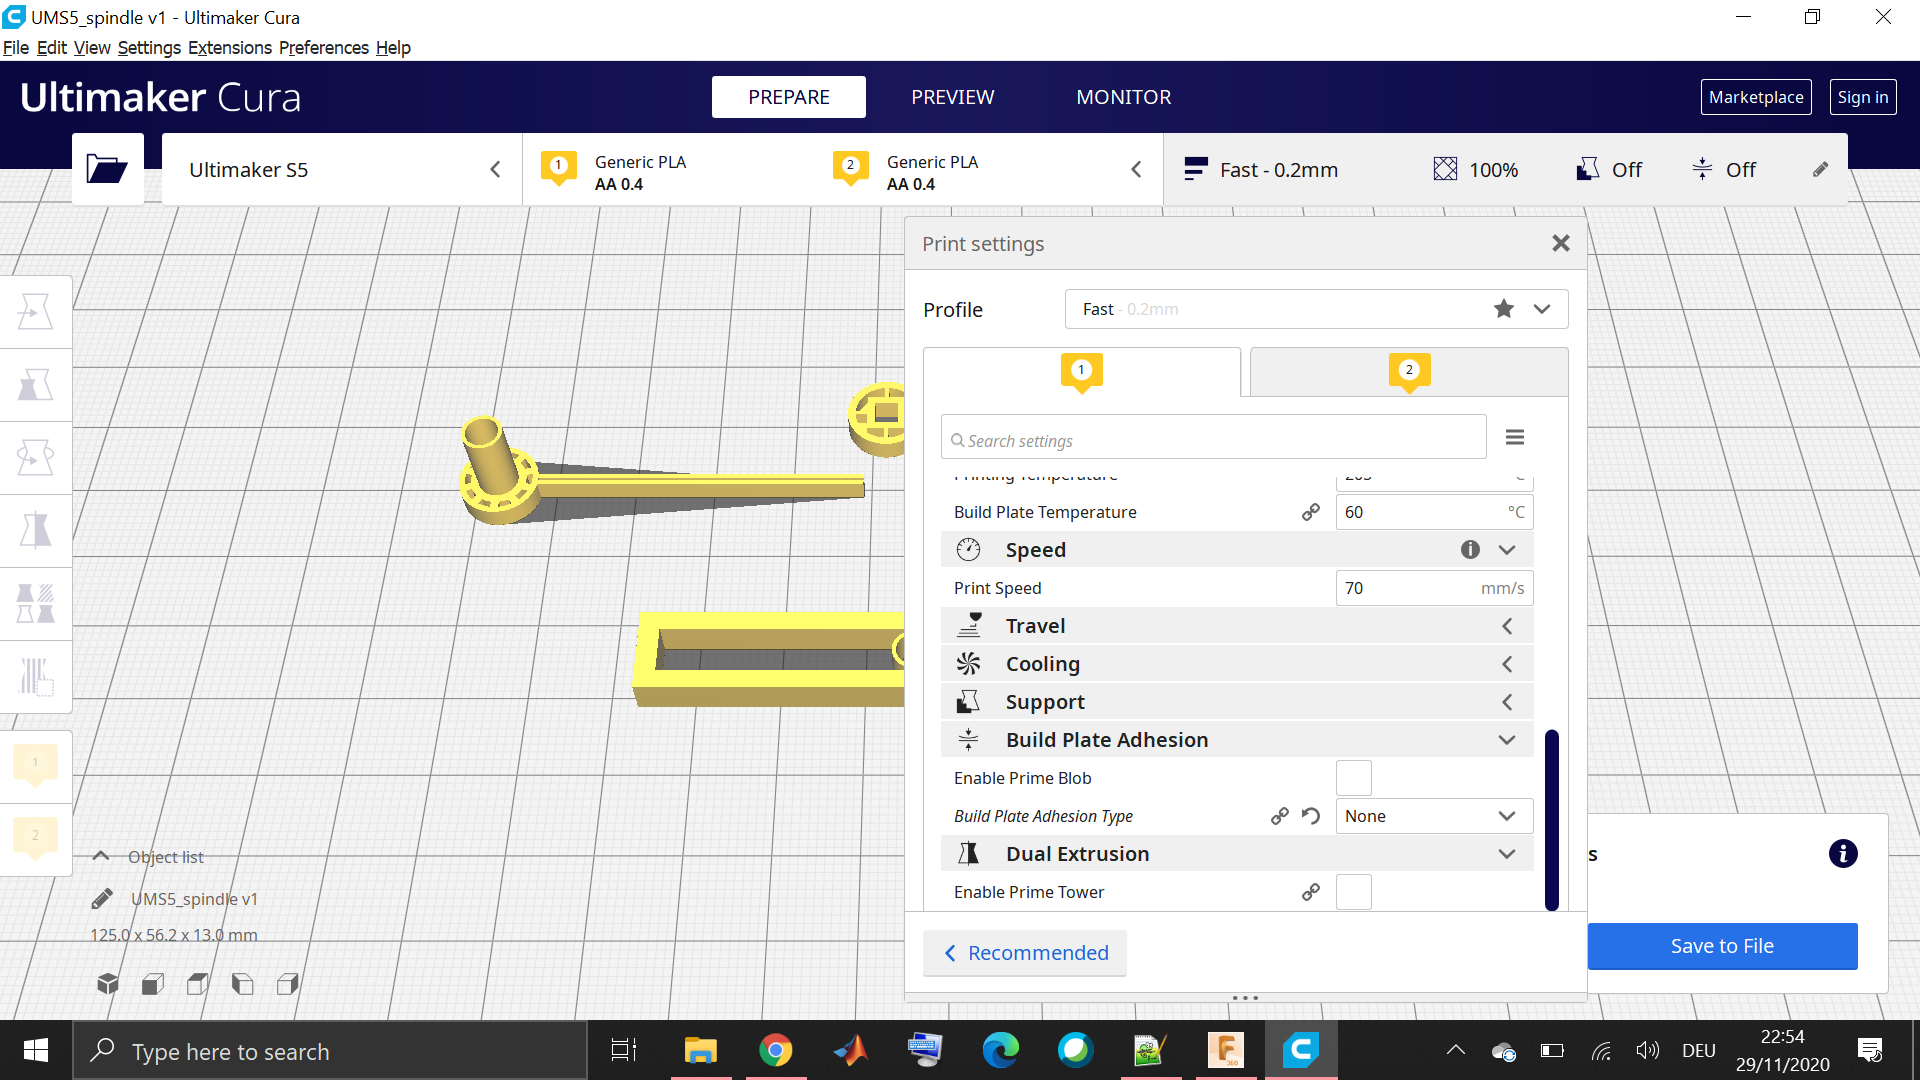 UMS5_spindle v1 - Ultimaker Cura
File Edit View Settings Extensions Preferences Help
Ultimaker Cura
PREPARE
PREVIEW
MONITOR
Marketplace
Sign in
Ultimaker S5
1
Generic PLA
AA 0.4
2
Generic PLA
AA 0.4
Fast - 0.2mm
100%
Off
Off
Print settings
Profile
Fast - 0.2mm
1
2
Search settings
Printing Temperature
Build Plate Temperature
60 °C
Speed
Print Speed
70 mm/s
Travel
Cooling
Support
Build Plate Adhesion
Enable Prime Blob
Build Plate Adhesion Type
None
Dual Extrusion
Enable Prime Tower
Recommended
s
Save to File
1
2
Object list
UMS5_spindle v1
125.0 x 56.2 x 13.0 mm
Type here to search
F
360
DEU
22:54
29/11/2020